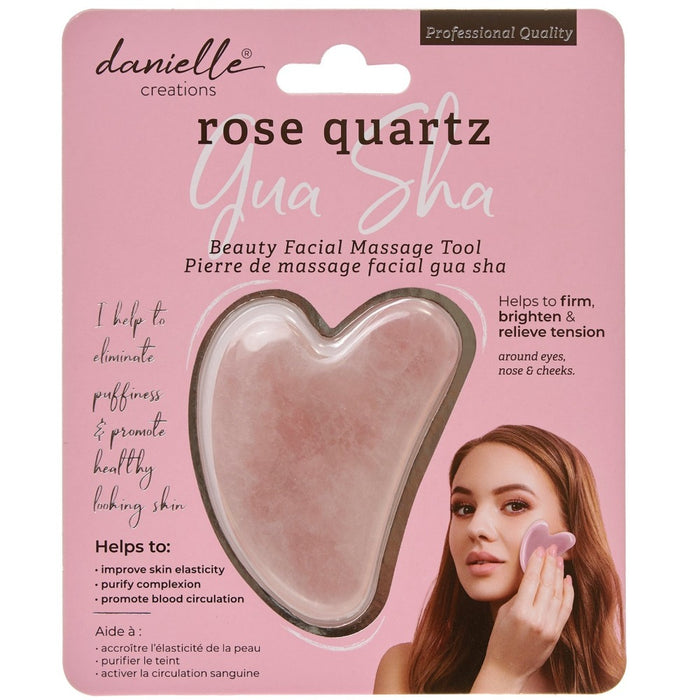 danielle®
creations
Professional Quality
rose quartz
Gua Sha
Beauty Facial Massage Tool
Pierre de massage facial gua sha
I help to
eliminate
puffiness
& promote
healthy
looking skin
Helps to firm,
brighten &
relieve tension
around eyes,
nose & cheeks.
Helps to:
• improve skin elasticity
• purify complexion
• promote blood circulation
Aide à :
• accroître l'élasticité de la peau
• purifier le teint
• activer la circulation sanguine